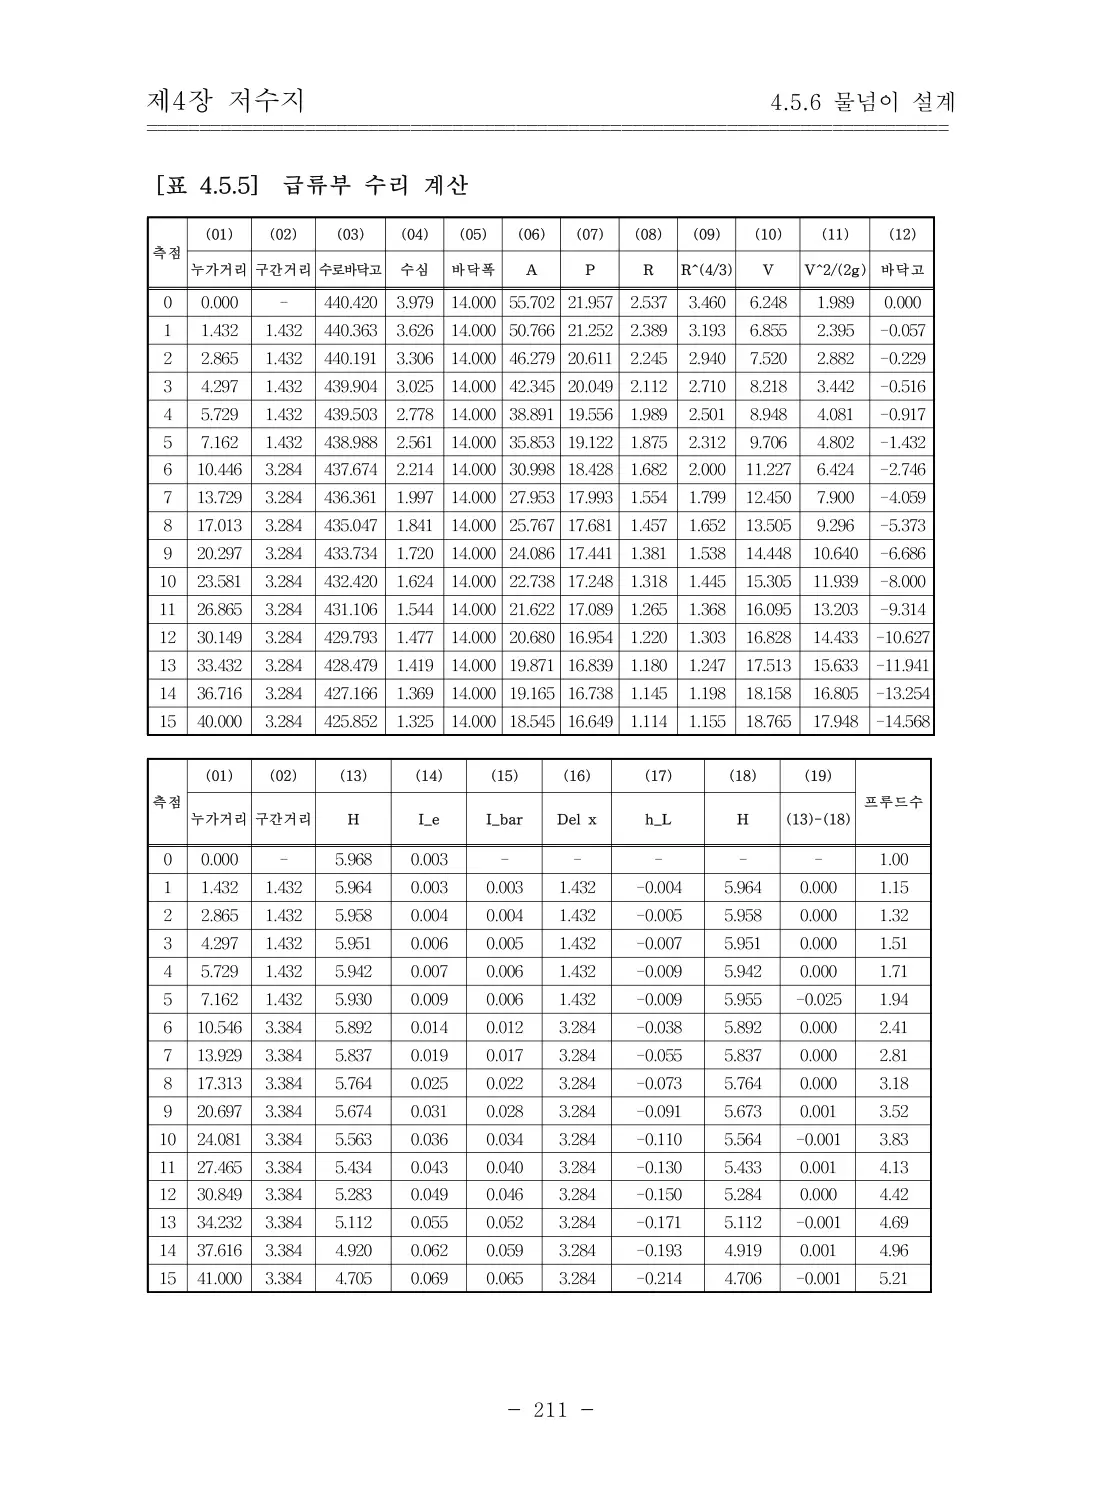 제4장 저수지 4.5.6 물넘이 설계
[표 4.5.5] 급류부 수리 계산
측점 (01) (02) (03) (04) (05) (06) (07) (08) (09) (10) (11) (12)
누가거리 구간거리 수로바닥고 수심 바닥폭 A P R R^(4/3) V V^2/(2g) 바닥고
0 0.000 - 440.420 3.979 14.000 55.702 21.957 2.537 3.460 6.248 1.989 0.000
1 1.432 1.432 440.363 3.626 14.000 50.766 21.252 2.389 3.193 6.855 2.395 -0.057
2 2.865 1.432 440.191 3.306 14.000 46.279 20.611 2.245 2.940 7.520 2.882 -0.229
3 4.297 1.432 439.904 3.025 14.000 42.345 20.049 2.112 2.710 8.218 3.442 -0.516
4 5.729 1.432 439.503 2.778 14.000 38.891 19.556 1.989 2.501 8.948 4.081 -0.917
5 7.162 1.432 438.988 2.561 14.000 35.853 19.122 1.875 2.312 9.706 4.802 -1.432
6 10.446 3.284 437.674 2.214 14.000 30.998 18.428 1.682 2.000 11.227 6.424 -2.746
7 13.729 3.284 436.361 1.997 14.000 27.953 17.993 1.554 1.799 12.450 7.900 -4.059
8 17.013 3.284 435.047 1.841 14.000 25.767 17.681 1.457 1.652 13.505 9.296 -5.373
9 20.297 3.284 433.734 1.720 14.000 24.086 17.441 1.381 1.538 14.448 10.640 -6.686
10 23.581 3.284 432.420 1.624 14.000 22.738 17.248 1.318 1.445 15.305 11.939 -8.000
11 26.865 3.284 431.106 1.544 14.000 21.622 17.089 1.265 1.368 16.095 13.203 -9.314
12 30.149 3.284 429.793 1.477 14.000 20.680 16.954 1.220 1.303 16.828 14.433 -10.627
13 33.432 3.284 428.479 1.419 14.000 19.871 16.839 1.180 1.247 17.513 15.633 -11.941
14 36.716 3.284 427.166 1.369 14.000 19.165 16.738 1.145 1.198 18.158 16.805 -13.254
15 40.000 3.284 425.852 1.325 14.000 18.545 16.649 1.114 1.155 18.765 17.948 -14.568
측점 (01) (02) (13) (14) (15) (16) (17) (18) (19) 프루드수
누가거리 구간거리 H I_e I_bar Del x h_L H (13)-(18)
0 0.000 - 5.968 0.003 - - - - - 1.00
1 1.432 1.432 5.964 0.003 0.003 1.432 -0.004 5.964 0.000 1.15
2 2.865 1.432 5.958 0.004 0.004 1.432 -0.005 5.958 0.000 1.32
3 4.297 1.432 5.951 0.006 0.005 1.432 -0.007 5.951 0.000 1.51
4 5.729 1.432 5.942 0.007 0.006 1.432 -0.009 5.942 0.000 1.71
5 7.162 1.432 5.930 0.009 0.006 1.432 -0.009 5.955 -0.025 1.94
6 10.546 3.384 5.892 0.014 0.012 3.284 -0.038 5.892 0.000 2.41
7 13.929 3.384 5.837 0.019 0.017 3.284 -0.055 5.837 0.000 2.81
8 17.313 3.384 5.764 0.025 0.022 3.284 -0.073 5.764 0.000 3.18
9 20.697 3.384 5.674 0.031 0.028 3.284 -0.091 5.673 0.001 3.52
10 24.081 3.384 5.563 0.036 0.034 3.284 -0.110 5.564 -0.001 3.83
11 27.465 3.384 5.434 0.043 0.040 3.284 -0.130 5.433 0.001 4.13
12 30.849 3.384 5.283 0.049 0.046 3.284 -0.150 5.284 0.000 4.42
13 34.232 3.384 5.112 0.055 0.052 3.284 -0.171 5.112 -0.001 4.69
14 37.616 3.384 4.920 0.062 0.059 3.284 -0.193 4.919 0.001 4.96
15 41.000 3.384 4.705 0.069 0.065 3.284 -0.214 4.706 -0.001 5.21
- 211 -